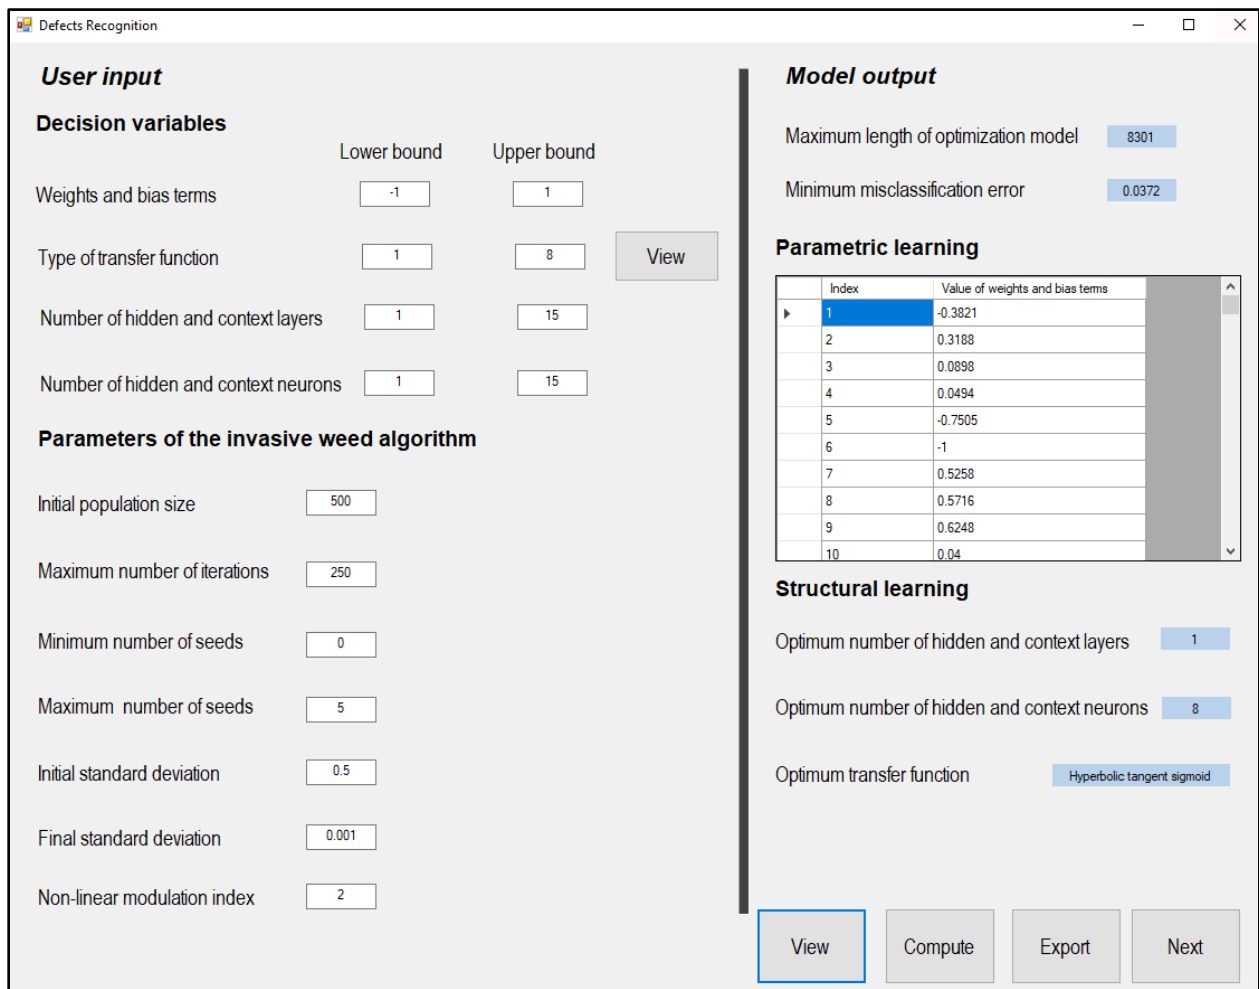 Defects Recognition
User input
Decision variables
Lower bound Upper bound
Weights and bias terms -1 1
Type of transfer function 1 8 View
Number of hidden and context layers 1 15
Number of hidden and context neurons 1 15
Parameters of the invasive weed algorithm
Initial population size 500
Maximum number of iterations 250
Minimum number of seeds 0
Maximum number of seeds 5
Initial standard deviation 0.5
Final standard deviation 0.001
Non-linear modulation index 2
Model output
Maximum length of optimization model 8301
Minimum misclassification error 0.0372
Parametric learning
Index Value of weights and bias terms
1 -0.3821
2 0.3188
3 0.0898
4 0.0494
5 -0.7505
6 -1
7 0.5258
8 0.5716
9 0.6248
10 0.04
Structural learning
Optimum number of hidden and context layers 1
Optimum number of hidden and context neurons 8
Optimum transfer function Hyperbolic tangent sigmoid
View Compute Export Next